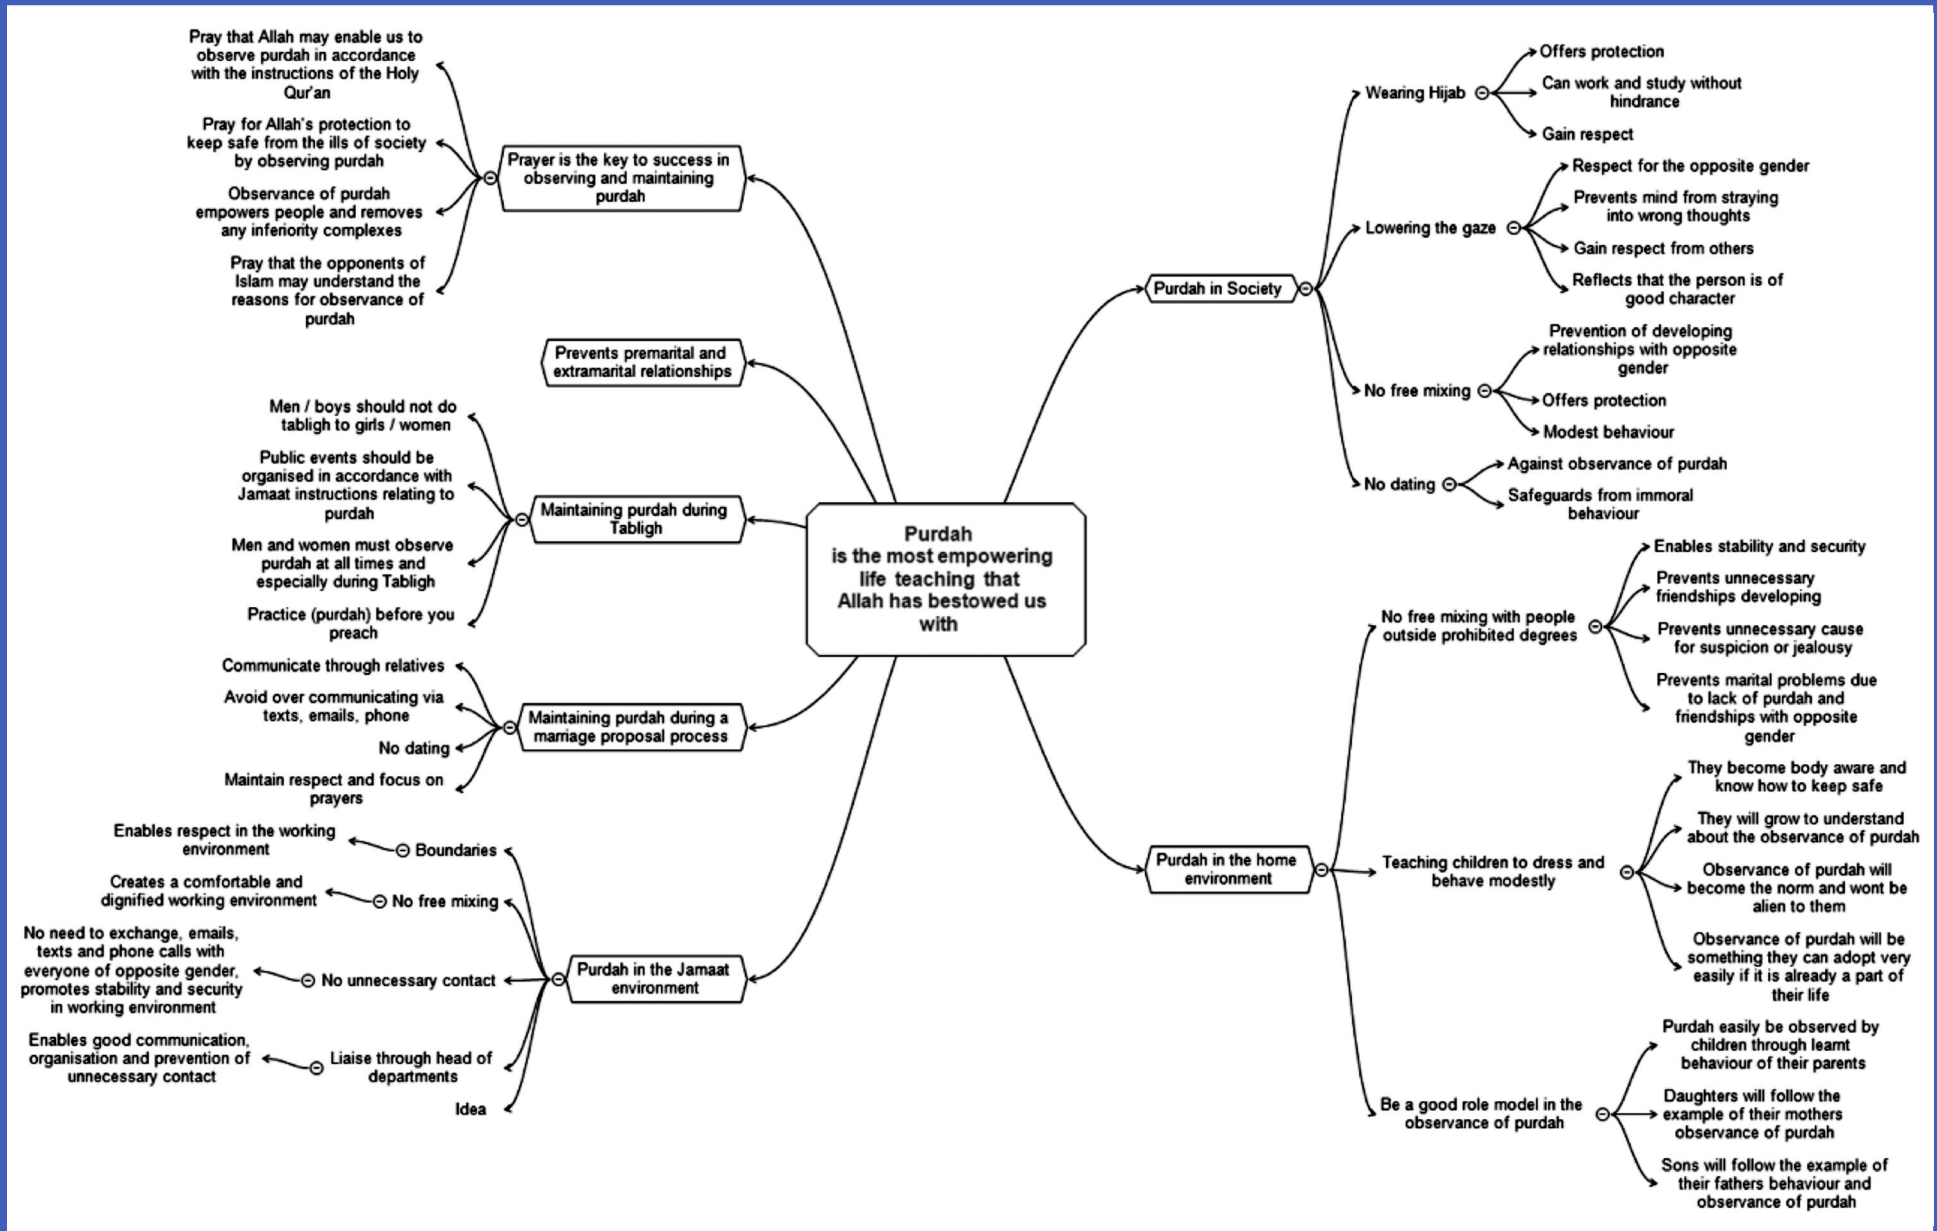 Pray that Allah may enable us to
observe purdah in accordance
with the instructions of the Holy
Qur'an
Pray for Allah's protection to
keep safe from the ills of society
by observing purdah
Observance of purdah
empowers people and removes
any inferiority complexes
Pray that the opponents of
Islam may understand the
reasons for observance of
purdah
Prayer is the key to success in
observing and maintaining
purdah
Prevents premarital and
extramarital relationships
Men / boys should not do
tabligh to girls / women
Public events should be
organised in accordance with
Jamaat instructions relating to
purdah
Men and women must observe
purdah at all times and
especially during Tabligh
Practice (purdah) before you
preach
Maintaining purdah during
Tabligh
Communicate through relatives
Avoid over communicating via
texts, emails, phone
No dating
Maintain respect and focus on
prayers
Maintaining purdah during a
marriage proposal process
Enables respect in the working
environment
Boundaries
Creates a comfortable and
dignified working environment
No free mixing
No need to exchange, emails,
texts and phone calls with
everyone of opposite gender,
promotes stability and security
in working environment
No unnecessary contact
Enables good communication,
organisation and prevention of
unnecessary contact
Liaise through head of
departments
Idea
Purdah in the Jamaat
environment
Purdah
is the most empowering
life teaching that
Allah has bestowed us
with
Purdah in Society
Wearing Hijab
Offers protection
Can work and study without
hindrance
Gain respect
Lowering the gaze
Respect for the opposite gender
Prevents mind from straying
into wrong thoughts
Gain respect from others
Reflects that the person is of
good character
No free mixing
Prevention of developing
relationships with opposite
gender
Offers protection
Modest behaviour
No dating
Against observance of purdah
Safeguards from immoral
behaviour
Purdah in the home
environment
No free mixing with people
outside prohibited degrees
Enables stability and security
Prevents unnecessary
friendships developing
Prevents unnecessary cause
for suspicion or jealousy
Prevents marital problems due
to lack of purdah and
friendships with opposite
gender
Teaching children to dress and
behave modestly
They become body aware and
know how to keep safe
They will grow to understand
about the observance of purdah
Observance of purdah will
become the norm and wont be
alien to them
Observance of purdah will be
something they can adopt very
easily if it is already a part of
their life
Be a good role model in the
observance of purdah
Purdah easily be observed by
children through learnt
behaviour of their parents
Daughters will follow the
example of their mothers
observance of purdah
Sons will follow the example of
their fathers behaviour and
observance of purdah